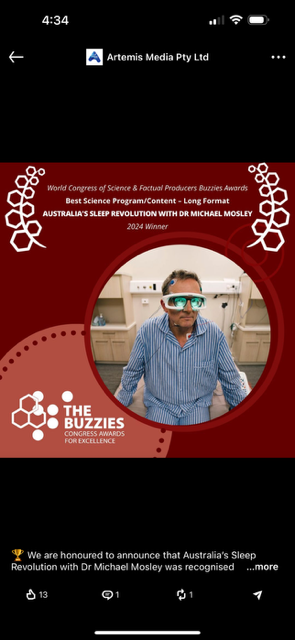 4:34
Artemis Media Pty Ltd
World Congress of Science & Factual Producers Buzzies Awards
Best Science Program/Content – Long Format
AUSTRALIA'S SLEEP REVOLUTION WITH DR MICHAEL MOSLEY
2024 Winner
THE
BUZZIES
CONGRESS AWARDS
FOR EXCELLENCE
🏆 We are honoured to announce that Australia's Sleep
Revolution with Dr Michael Mosley was recognised ...more
13 1 1